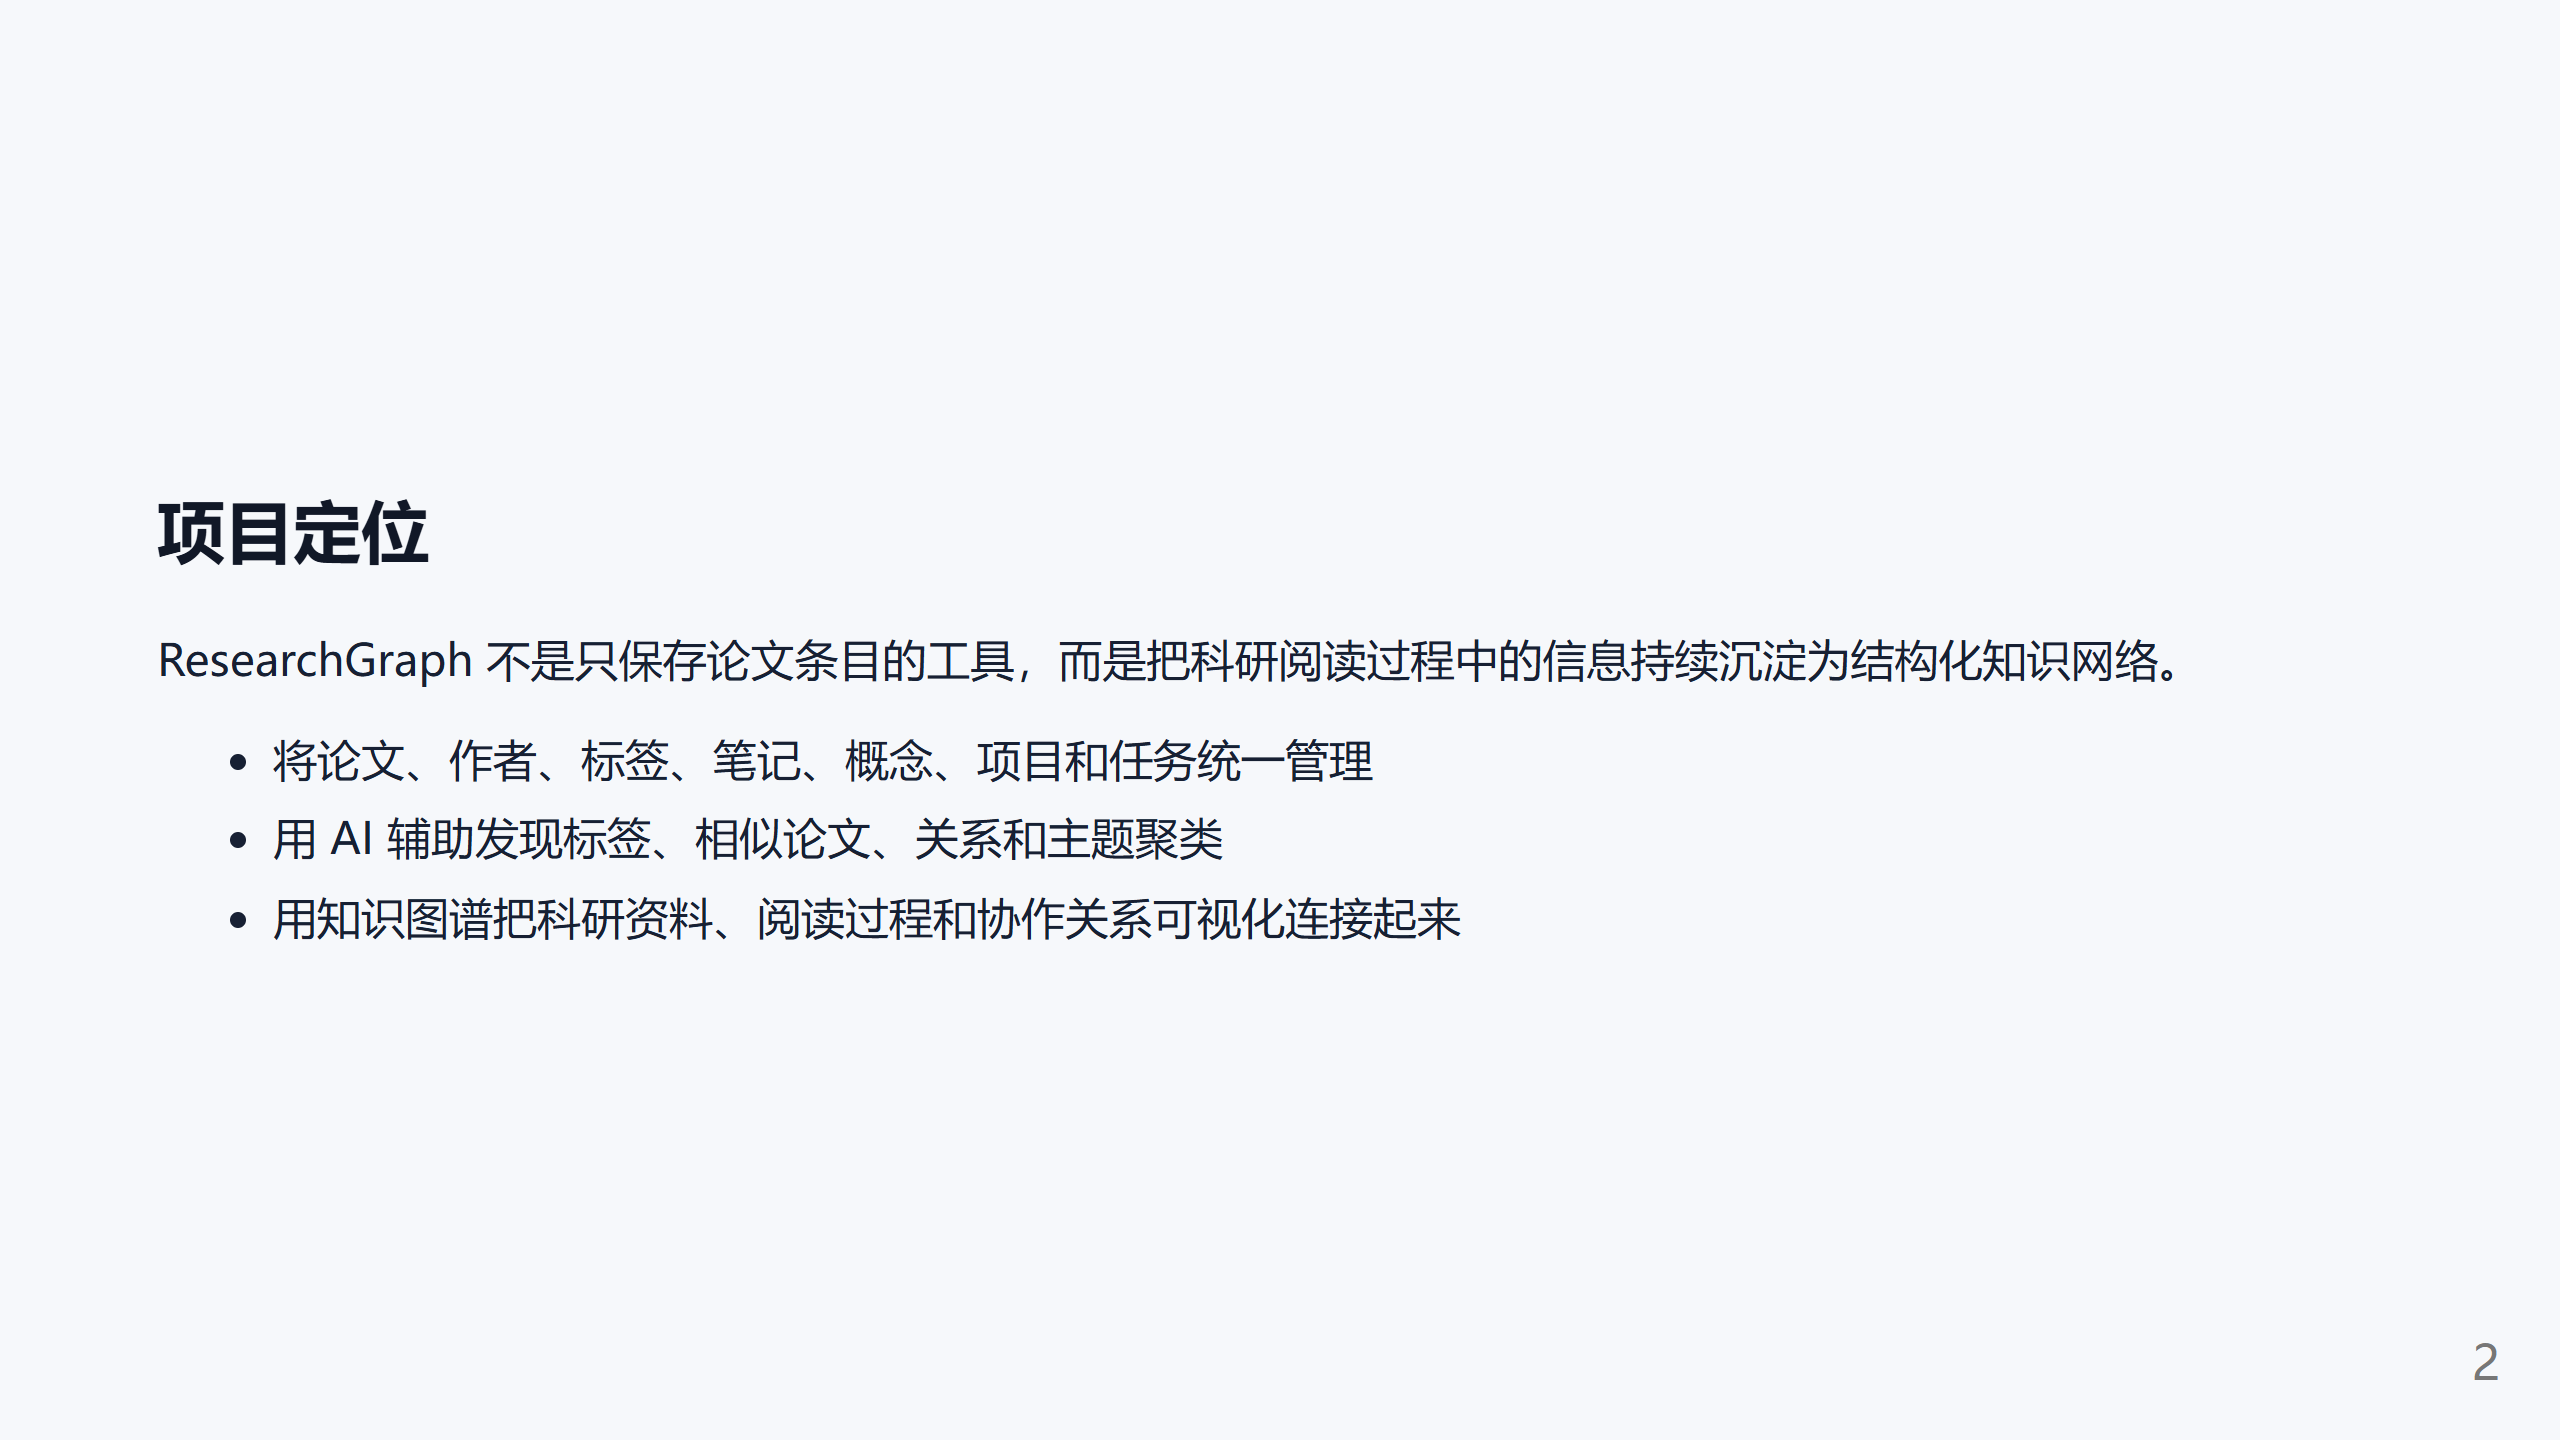 项目定位
ResearchGraph 不是只保存论文条目的工具，而是把科研阅读过程中的信息持续沉淀为结构化知识网络。
• 将论文、作者、标签、笔记、概念、项目和任务统一管理
• 用 AI 辅助发现标签、相似论文、关系和主题聚类
• 用知识图谱把科研资料、阅读过程和协作关系可视化连接起来
2